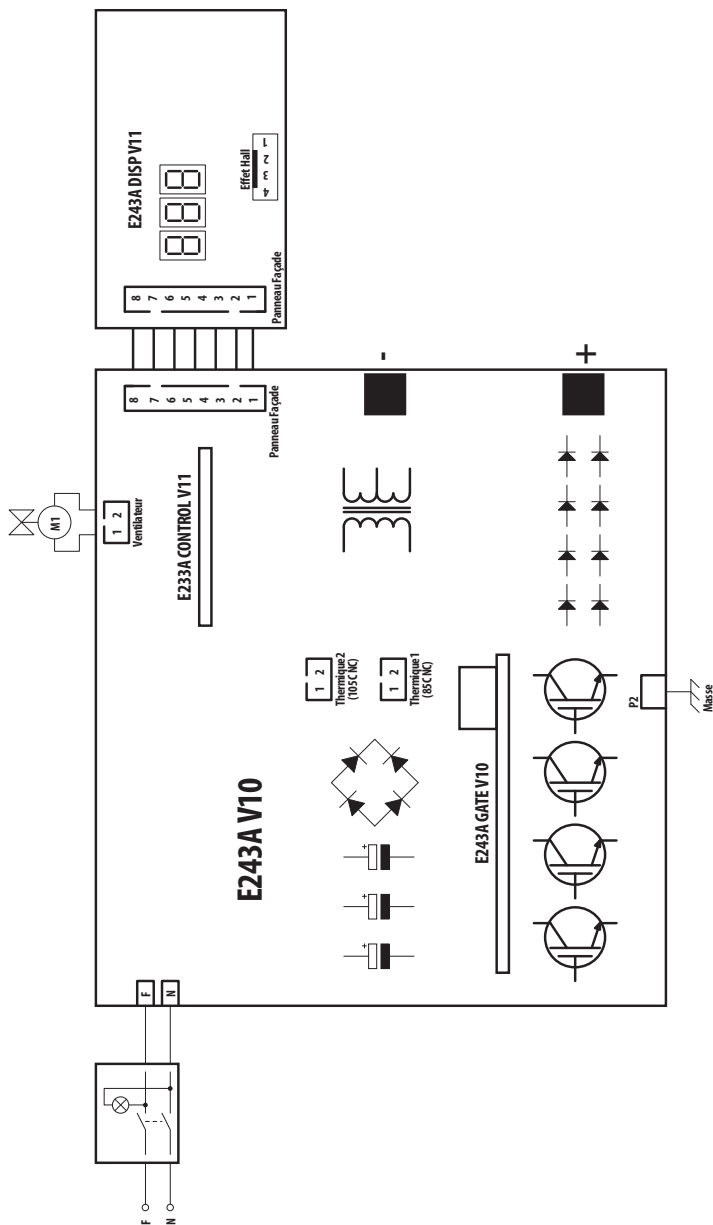 E243A DISP V11
888
Effet Hall
4 3 2 1
8
7
6
5
4
3
2
1
Panneau Façade
8
7
6
5
4
3
2
1
Panneau Façade
-
+
M1
1 2
Ventilateur
E233A CONTROL V11
1 2
Thermique2
(105C NC)
1 2
Thermique1
(85C NC)
E243A V10
+
+
+
E243A GATE V10
P2
Masse
F
N
F
N